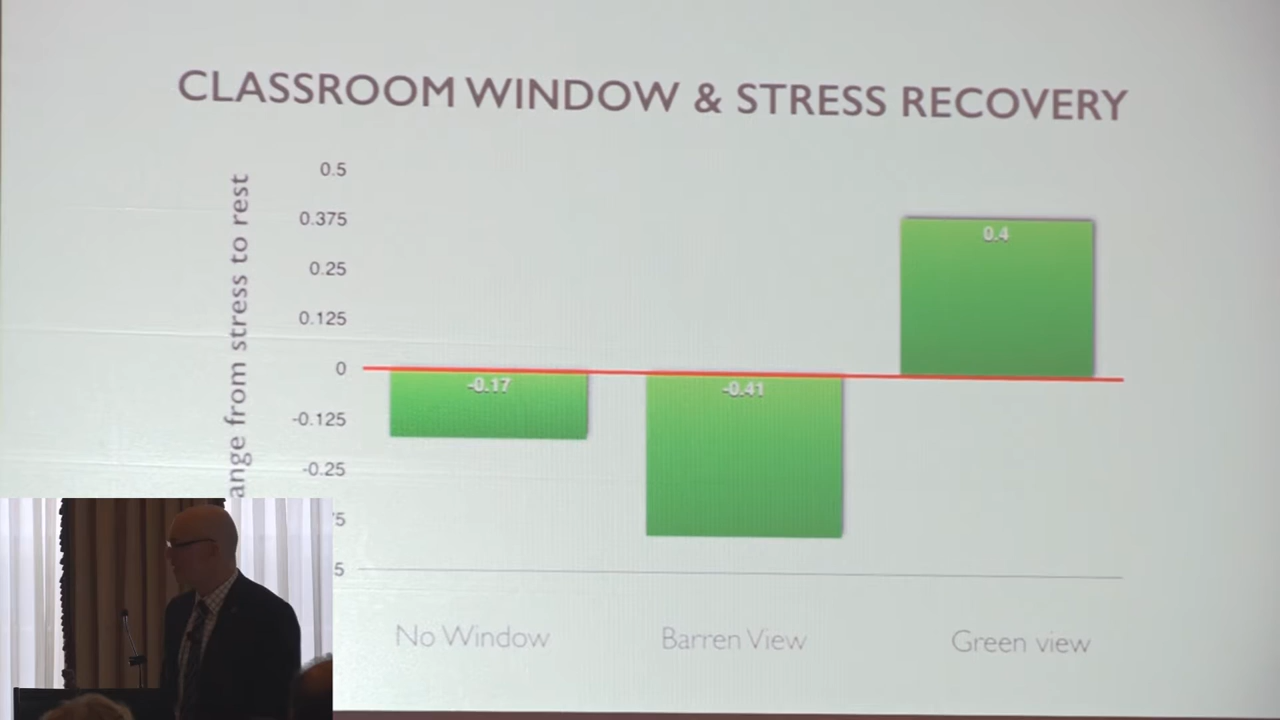 CLASSROOM WINDOW & STRESS RECOVERY
from stress to rest
0.5
0.375
0.25
0.125
0
-0.125
-0.25
-0.17
-0.41
0.4
No Window
Barren View
Green view